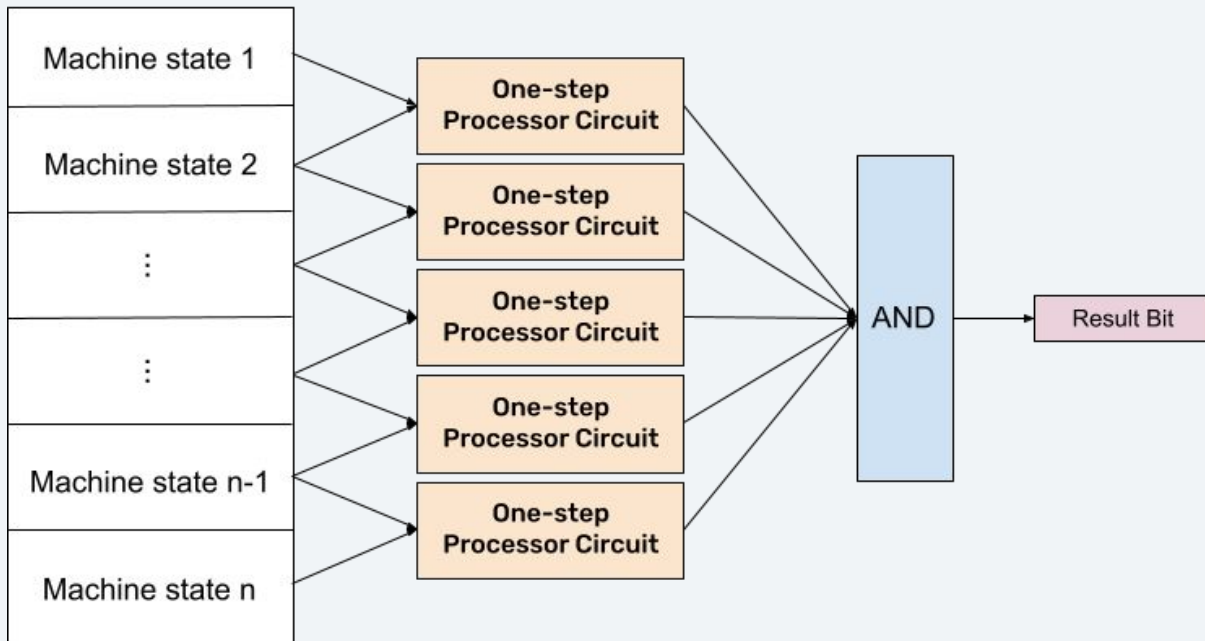 Machine state 1
Machine state 2
⋮
⋮
Machine state n-1
Machine state n
One-step
Processor Circuit
One-step
Processor Circuit
One-step
Processor Circuit
One-step
Processor Circuit
One-step
Processor Circuit
AND
Result Bit